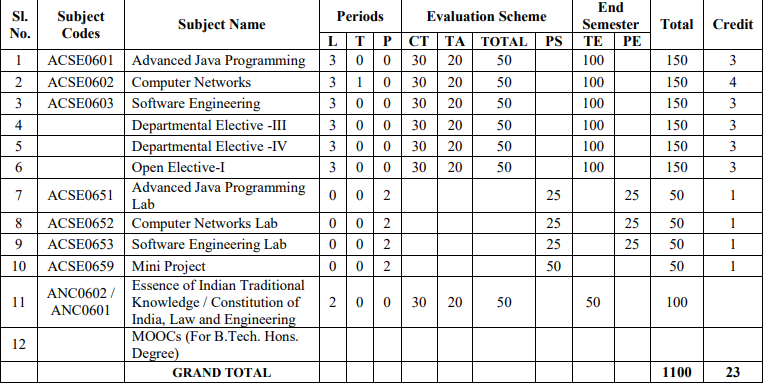 Sl. No. Subject Codes Subject Name Periods Evaluation Scheme End Semester Total Credit
L T P CT TA TOTAL PS TE PE
1 ACSE0601 Advanced Java Programming 3 0 0 30 20 50 100 150 3
2 ACSE0602 Computer Networks 3 1 0 30 20 50 100 150 4
3 ACSE0603 Software Engineering 3 0 0 30 20 50 100 150 3
4 Departmental Elective -III 3 0 0 30 20 50 100 150 3
5 Departmental Elective -IV 3 0 0 30 20 50 100 150 3
6 Open Elective-I 3 0 0 30 20 50 100 150 3
7 ACSE0651 Advanced Java Programming Lab 0 0 2 25 25 50 1
8 ACSE0652 Computer Networks Lab 0 0 2 25 25 50 1
9 ACSE0653 Software Engineering Lab 0 0 2 25 25 50 1
10 ACSE0659 Mini Project 0 0 2 50 50 1
11 ANC0602 / ANC0601 Essence of Indian Traditional Knowledge / Constitution of India, Law and Engineering 2 0 0 30 20 50 50 100
12 MOOCs (For B.Tech. Hons. Degree)
GRAND TOTAL 1100 23